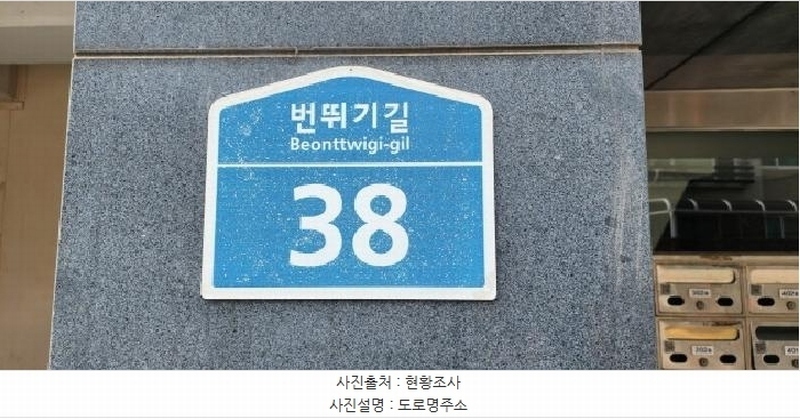 번뛰기길
Beonttwigi-gil
38
사진출처 : 현황조사
사진설명 : 도로명주소